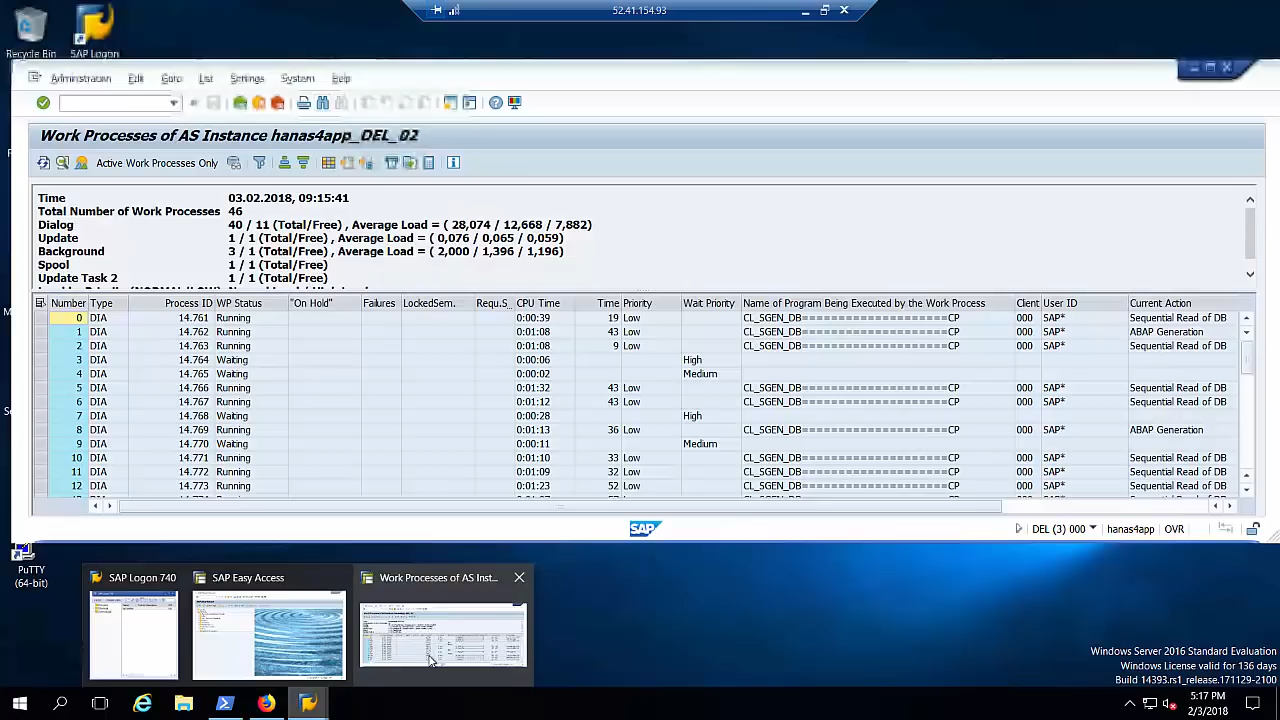 52.41.154.93
Recycle Bin
SAP Logon
Administration Edit Goto List Settings System Help
Work Processes of AS Instance hanas4app_DEL_02
Active Work Processes Only
Time 03.02.2018, 09:15:41
Total Number of Work Processes 46
Dialog 40 / 11 (Total/Free) , Average Load = ( 28,074 / 12,668 / 7,882)
Update 1 / 1 (Total/Free) , Average Load = ( 0,076 / 0,065 / 0,059)
Background 3 / 1 (Total/Free) , Average Load = ( 2,000 / 1,396 / 1,196)
Spool 1 / 1 (Total/Free)
Update Task 2 1 / 1 (Total/Free)
Number Type Process ID WP Status "On Hold" Failures LockedSem. Requ.S... CPU Time Time Priority Wait Priority Name of Program Being Executed by the Work Process Client User ID Current Action
0 DIA 14.761 Running 0:00:39 19 Low CL_SGEN_DB====================CP 000 SAP* Sequential Read of DB
1 DIA 14.762 Running 0:01:08 43 Low CL_SGEN_DB====================CP 000 SAP* ABAP Generation
2 DIA 14.763 Running 0:01:08 9 Low CL_SGEN_DB====================CP 000 SAP* Sequential Read of DB
3 DIA 14.764 Waiting 0:00:06 High
4 DIA 14.765 Waiting 0:00:02 Medium
5 DIA 14.766 Running 0:01:32 43 Low CL_SGEN_DB====================CP 000 SAP* Sequential Read of DB
6 DIA 14.767 Running 0:01:12 43 Low CL_SGEN_DB====================CP 000 SAP* Sequential Read of DB
7 DIA 14.768 Waiting 0:00:28 High
8 DIA 14.769 Running 0:01:13 36 Low CL_SGEN_DB====================CP 000 SAP* ABAP Generation
9 DIA 14.770 Waiting 0:00:11 Medium
10 DIA 14.771 Running 0:01:10 33 Low CL_SGEN_DB====================CP 000 SAP* Sequential Read of DB
11 DIA 14.772 Running 0:01:09 32 Low CL_SGEN_DB====================CP 000 SAP* Sequential Read of DB
12 DIA 14.773 Running 0:01:23 52 Low CL_SGEN_DB====================CP 000 SAP* Sequential Read of DB
SAP
DEL (3) 000 hanas4app OVR
PuTTY
(64-bit)
SAP Logon 740
SAP Easy Access
Work Processes of AS Inst...
Windows Server 2016 Standard Evaluation
Windows License valid for 136 d
Build 14393.rs1_release.171129-2100
5:17 PM
2/3/2018